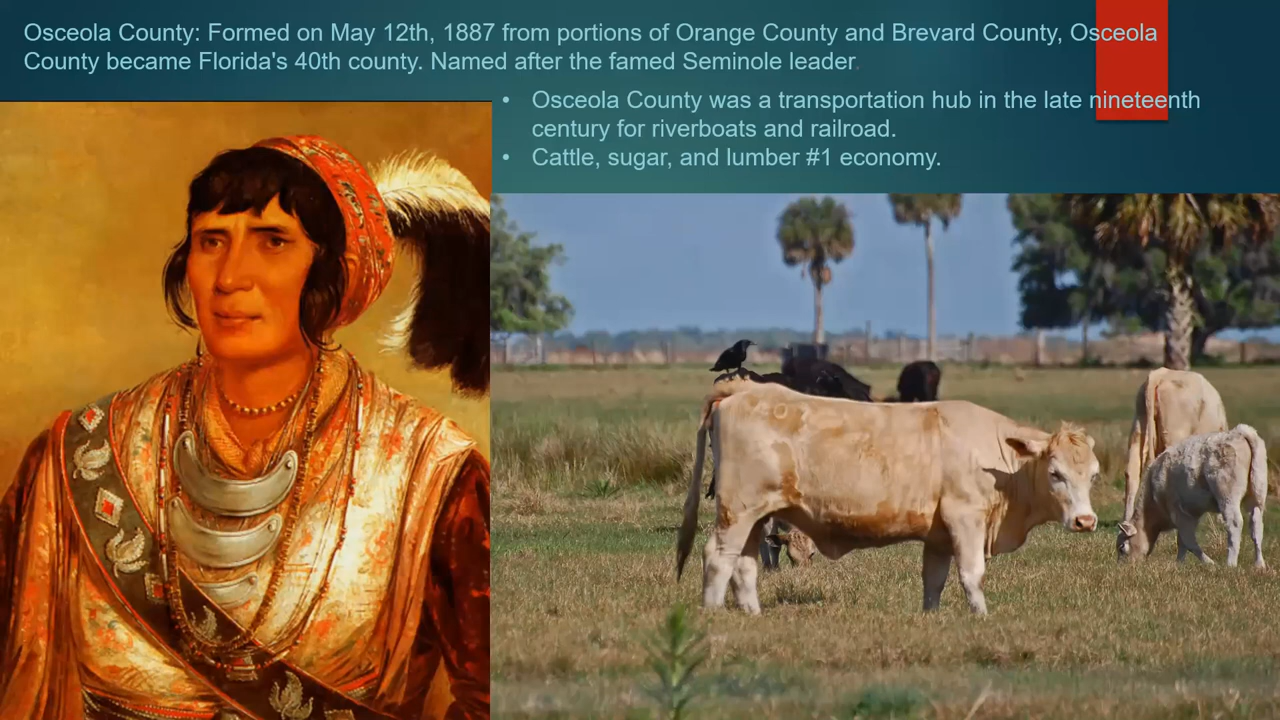 Osceola County: Formed on May 12th, 1887 from portions of Orange County and Brevard County, Osceola
County became Florida's 40th county. Named after the famed Seminole leader.
• Osceola County was a transportation hub in the late nineteenth
century for riverboats and railroad.
• Cattle, sugar, and lumber #1 economy.